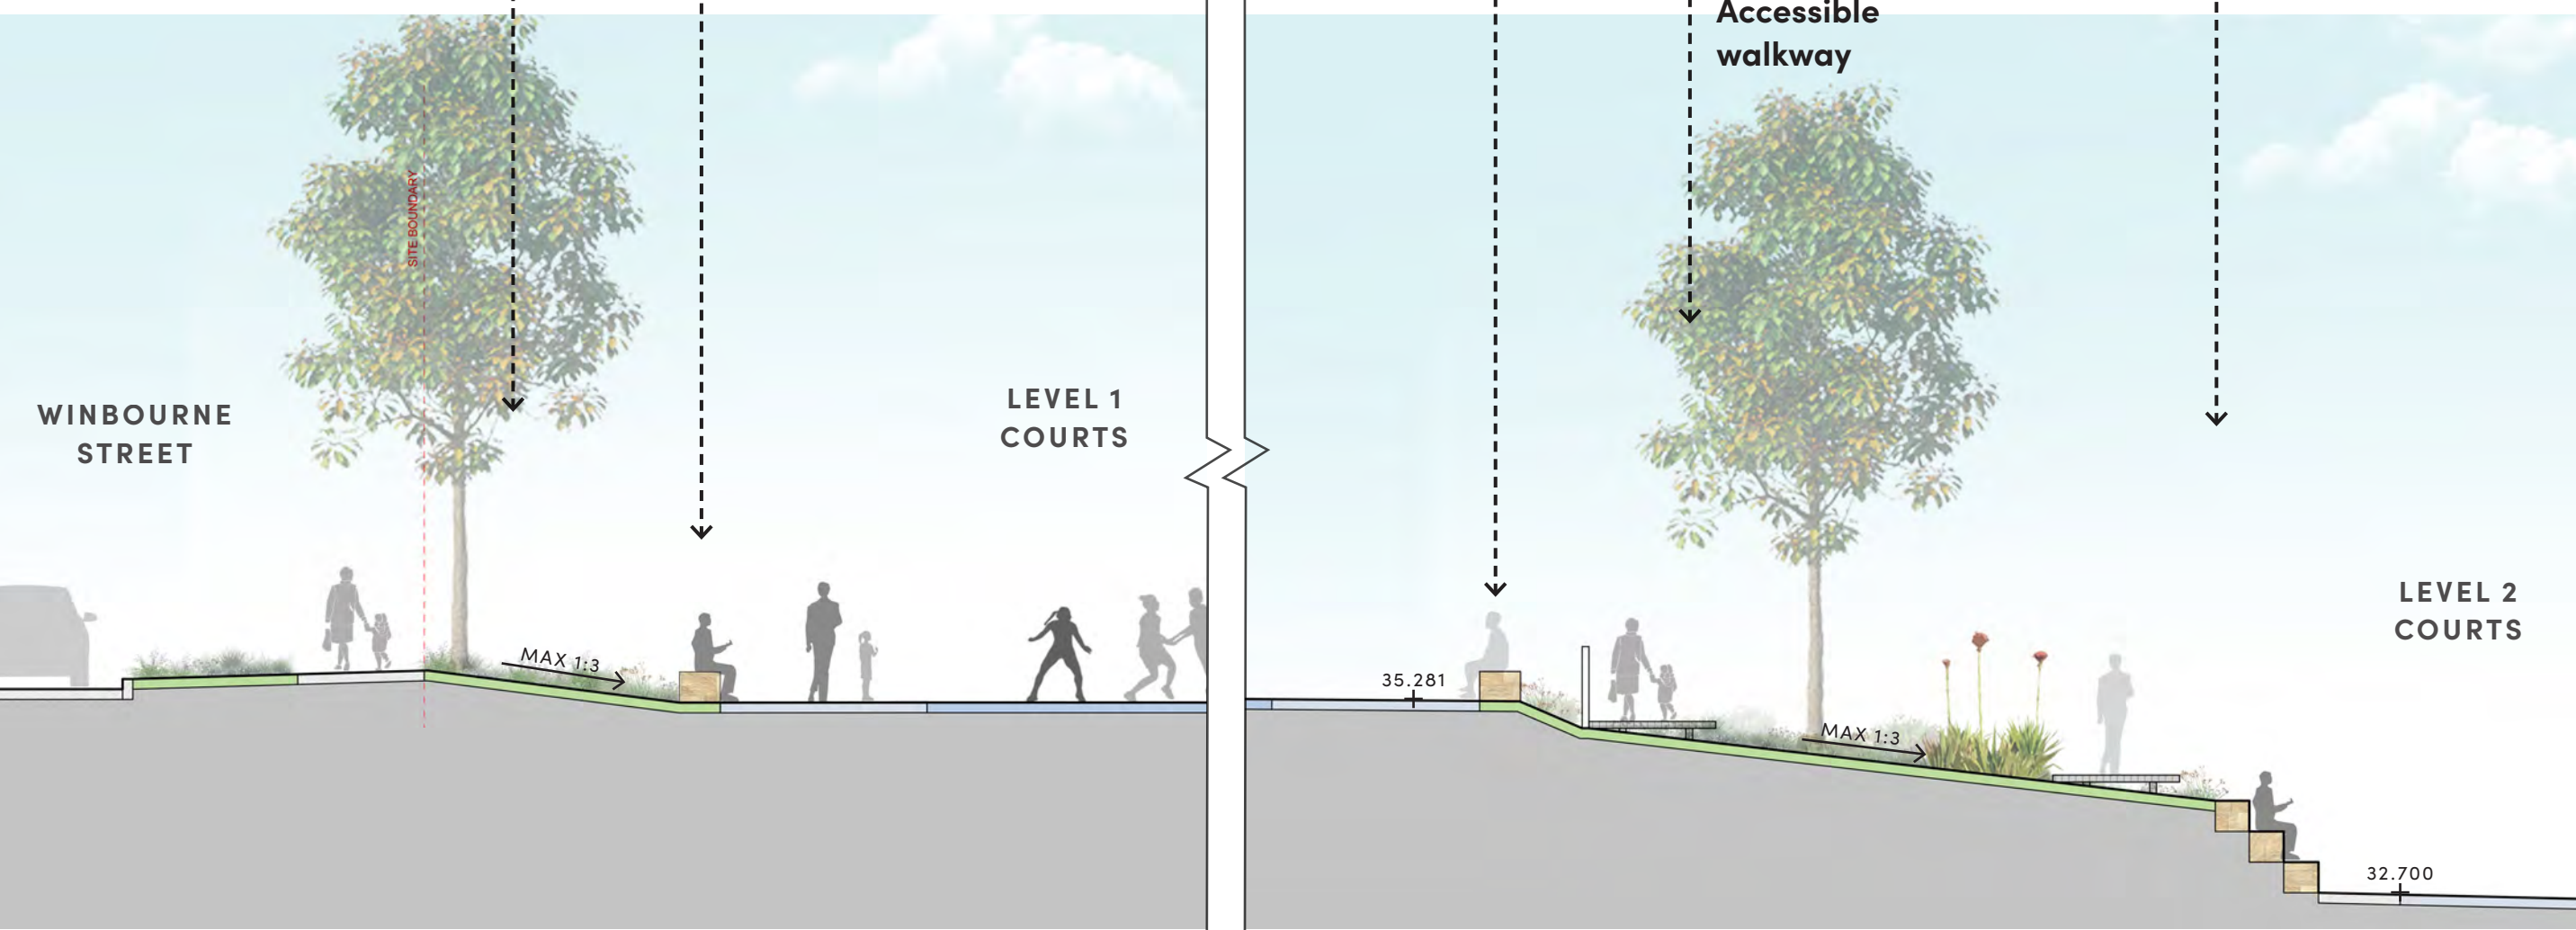 Accessible
walkway
SITE BOUNDARY
WINBOURNE
STREET
LEVEL 1
COURTS
LEVEL 2
COURTS
MAX 1:3
35.281
MAX 1:3
32.700